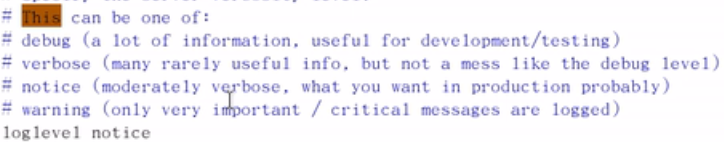 # This can be one of:
# debug (a lot of information, useful for development/testing)
# verbose (many rarely useful info, but not a mess like the debug level)
# notice (moderately verbose, what you want in production probably)
# warning (only very important / critical messages are logged)
loglevel notice